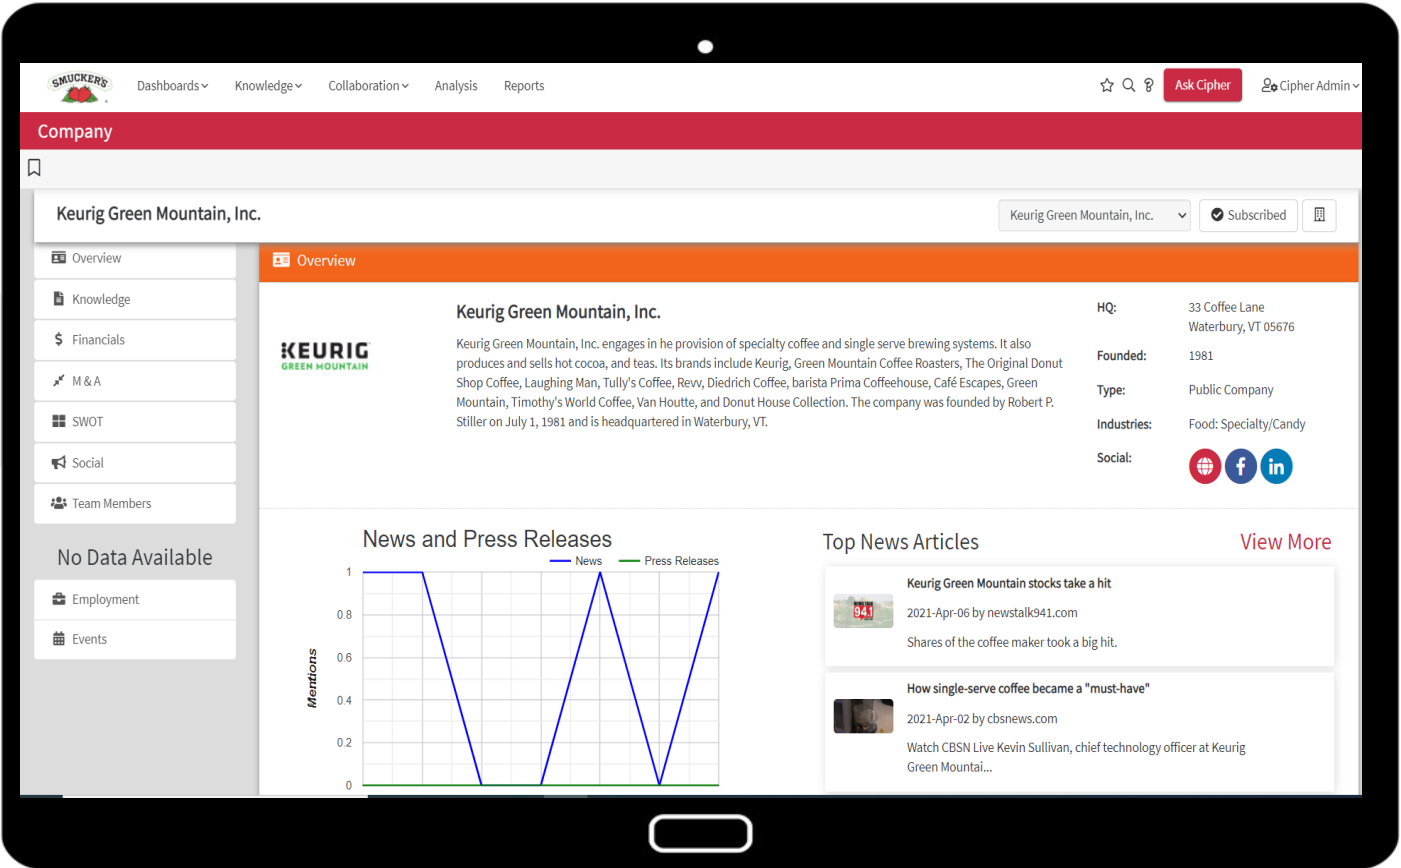 SMUCKER'S
Dashboards
Knowledge
Collaboration
Analysis
Reports
Ask Cipher
Cipher Admin
Company
Keurig Green Mountain, Inc.
Keurig Green Mountain, Inc.
Subscribed
Overview
Knowledge
Financials
M & A
SWOT
Social
Team Members
No Data Available
Employment
Events
Overview
KEURIG
GREEN MOUNTAIN
Keurig Green Mountain, Inc.
Keurig Green Mountain, Inc. engages in he provision of specialty coffee and single serve brewing systems. It also
produces and sells hot cocoa, and teas. Its brands include Keurig, Green Mountain Coffee Roasters, The Original Donut
Shop Coffee, Laughing Man, Tully's Coffee, Revv, Diedrich Coffee, barista Prima Coffeehouse, Café Escapes, Green
Mountain, Timothy's World Coffee, Van Houtte, and Donut House Collection. The company was founded by Robert P.
Stiller on July 1, 1981 and is headquartered in Waterbury, VT.
HQ: 33 Coffee Lane
Waterbury, VT 05676
Founded: 1981
Type: Public Company
Industries: Food: Specialty/Candy
Social:
News and Press Releases
News
Press Releases
1
0.8
0.6
0.4
0.2
0
Mentions
Top News Articles
View More
94.1
Keurig Green Mountain stocks take a hit
2021-Apr-06 by newstalk941.com
Shares of the coffee maker took a big hit.
How single-serve coffee became a "must-have"
2021-Apr-02 by cbsnews.com
Watch CBSN Live Kevin Sullivan, chief technology officer at Keurig
Green Mountai...